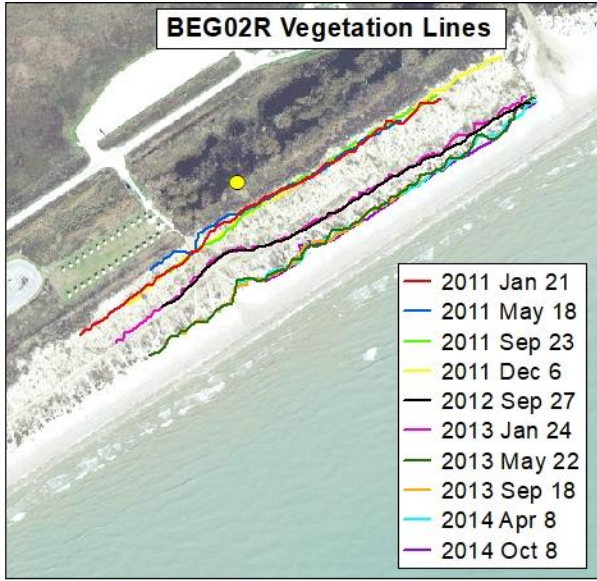 BEG02R Vegetation Lines
2011 Jan 21
2011 May 18
2011 Sep 23
2011 Dec 6
2012 Sep 27
2013 Jan 24
2013 May 22
2013 Sep 18
2014 Apr 8
2014 Oct 8